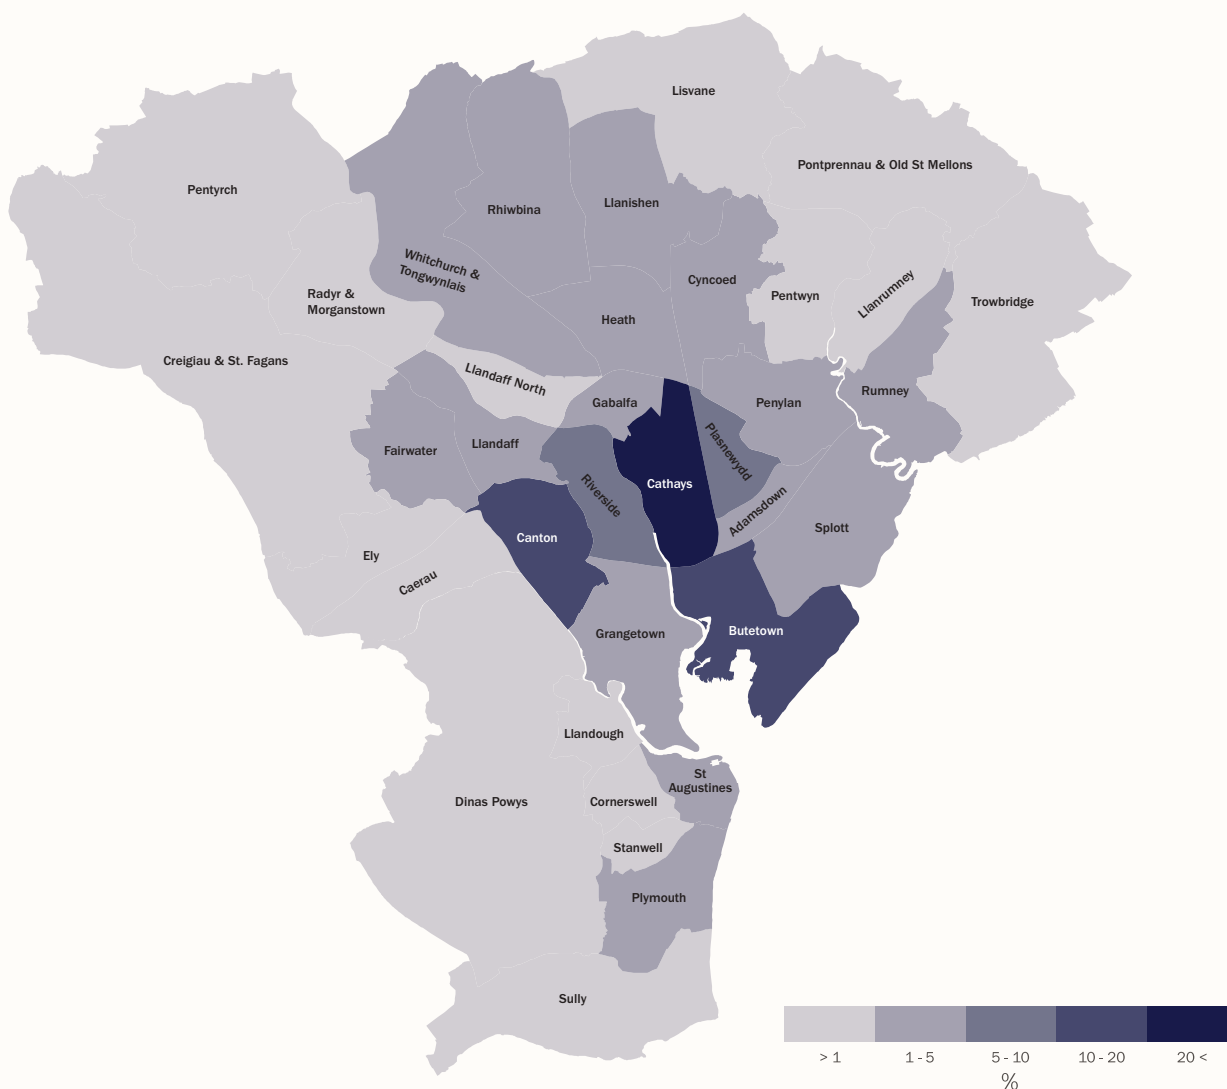 Lisvane
Pontprennau & Old St Mellons
Pentyrch
Rhiwbina
Llanishen
Whitchurch &
Tongwynlais
Cyncoed
Radyr &
Morganstown
Pentwyn
Llanrumney
Trowbridge
Heath
Creigiau & St. Fagans
Llandaff North
Gabalfa
Penylan
Rumney
Fairwater
Llandaff
Plasnewydd
Riverside
Cathays
Adamsdown
Splott
Canton
Ely
Caerau
Grangetown
Butetown
Llandough
St
Augustines
Dinas Powys
Cornerswell
Stanwell
Plymouth
Sully
> 1
1 - 5
5 - 10
10 - 20
20 <
%